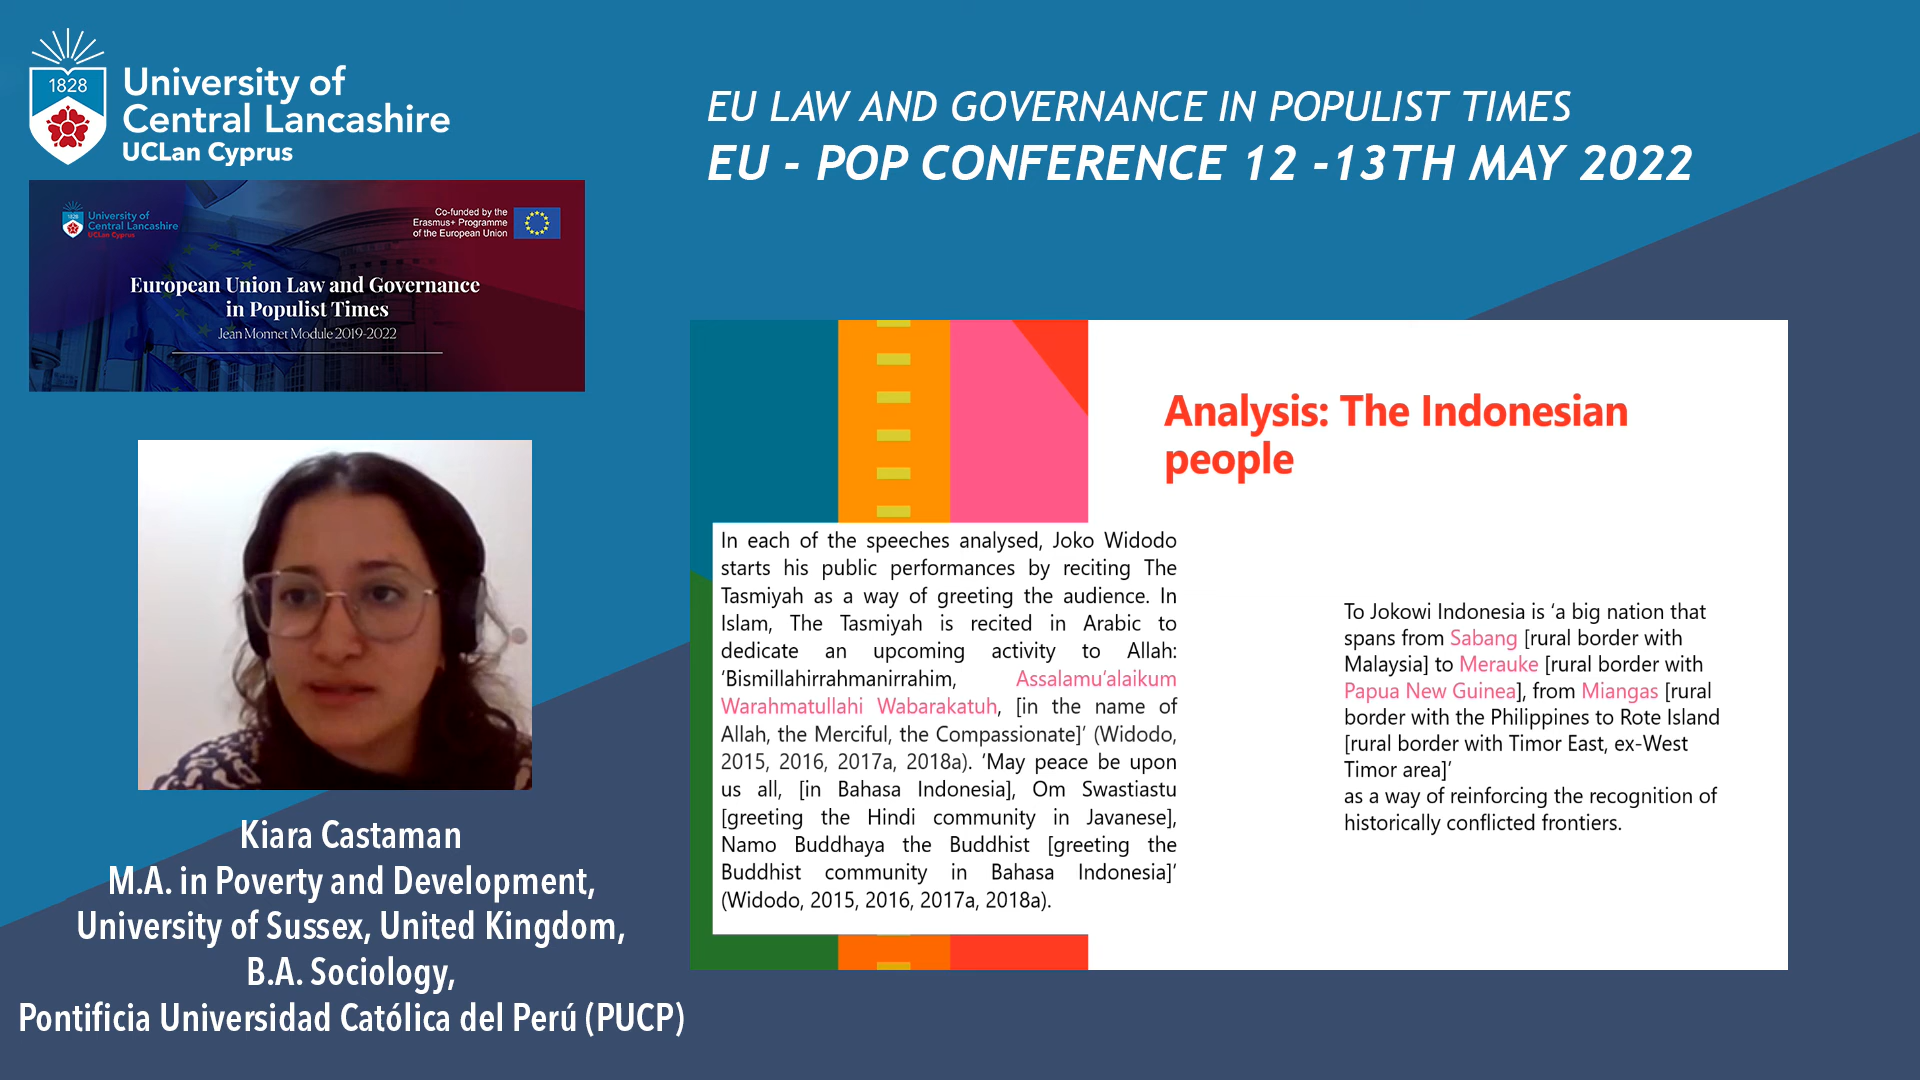 1828
University of
Central Lancashire
UCLan Cyprus
EU LAW AND GOVERNANCE IN POPULIST TIMES
EU - POP CONFERENCE 12 -13TH MAY 2022
1828
University of
Central Lancashire
UCLan Cyprus
Co-funded by the
Erasmus+ Programme
of the European Union
European Union Law and Governance
in Populist Times
Jean Monnet Module 2019-2022
Kiara Castaman
M.A. in Poverty and Development,
University of Sussex, United Kingdom,
B.A. Sociology,
Pontificia Universidad Católica del Perú (PUCP)
Analysis: The Indonesian
people
In each of the speeches analysed, Joko Widodo
starts his public performances by reciting The
Tasmiyah as a way of greeting the audience. In
Islam, The Tasmiyah is recited in Arabic to
dedicate an upcoming activity to Allah:
‘Bismillahirrahmanirrahim, Assalamu’alaikum
Warahmatullahi Wabarakatuh, [in the name of
Allah, the Merciful, the Compassionate]’ (Widodo,
2015, 2016, 2017a, 2018a). ‘May peace be upon
us all, [in Bahasa Indonesia], Om Swastiastu
[greeting the Hindi community in Javanese],
Namo Buddhaya the Buddhist [greeting the
Buddhist community in Bahasa Indonesia]’
(Widodo, 2015, 2016, 2017a, 2018a).
To Jokowi Indonesia is ‘a big nation that
spans from Sabang [rural border with
Malaysia] to Merauke [rural border with
Papua New Guinea], from Miangas [rural
border with the Philippines to Rote Island
[rural border with Timor East, ex-West
Timor area]’
as a way of reinforcing the recognition of
historically conflicted frontiers.